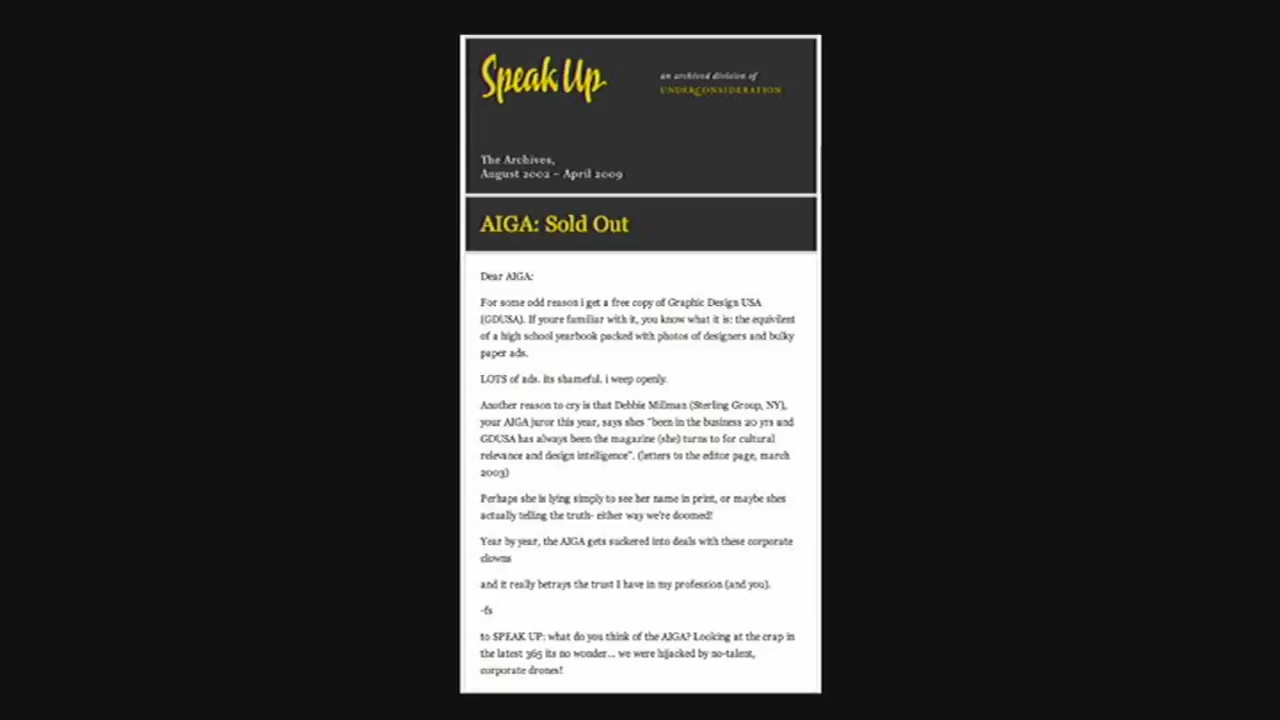 Speak Up
an archived division of
UNDERCONSIDERATION
The Archives,
August 2002 – April 2009
AIGA: Sold Out
Dear AIGA:
For some odd reason i get a free copy of Graphic Design USA
(GDUSA). If youre familiar with it, you know what it is: the equivilent
of a high school yearbook packed with photos of designers and bulky
paper ads.
LOTS of ads. its shameful. i weep openly.
Another reason to cry is that Debbie Millman (Sterling Group, NY),
your AIGA juror this year, says shes "been in the business 20 yrs and
GDUSA has always been the magazine (she) turns to for cultural
relevance and design intelligence". (letters to the editor page, march
2003)
Perhaps she is lying simply to see her name in print, or maybe shes
actually telling the truth- either way we're doomed!
Year by year, the AIGA gets suckered into deals with these corporate
clowns
and it really betrays the trust I have in my profession (and you).
-fs
to SPEAK UP: what do you think of the AIGA? Looking at the crap in
the latest 365 its no wonder... we were hijacked by no-talent,
corporate drones!